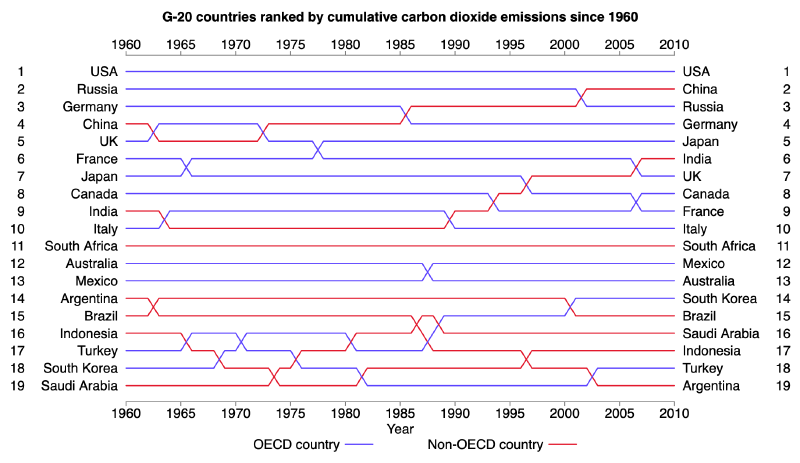 G-20 countries ranked by cumulative carbon dioxide emissions since 1960
1960 1965 1970 1975 1980 1985 1990 1995 2000 2005 2010
1 USA USA 1
2 Russia China 2
3 Germany Russia 3
4 China Germany 4
5 UK Japan 5
6 France India 6
7 Japan UK 7
8 Canada Canada 8
9 India France 9
10 Italy Italy 10
11 South Africa South Africa 11
12 Australia Mexico 12
13 Mexico Australia 13
14 Argentina South Korea 14
15 Brazil Brazil 15
16 Indonesia Saudi Arabia 16
17 Turkey Indonesia 17
18 South Korea Turkey 18
19 Saudi Arabia Argentina 19
1960 1965 1970 1975 1980 1985 1990 1995 2000 2005 2010
Year
OECD country Non-OECD country